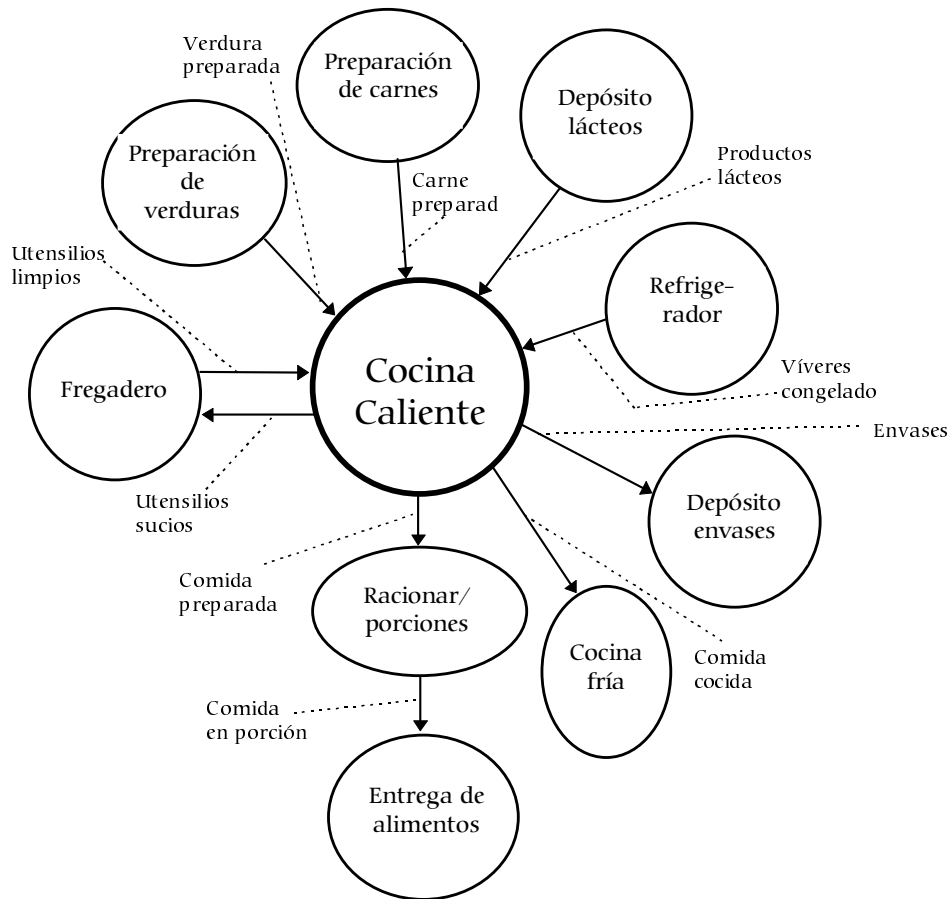 Verdura
preparada
Preparación
de carnes
Depósito
lácteos
Preparación
de
verduras
Carne
preparad
Productos
lácteos
Utensilios
limpios
Refrige-
rador
Fregadero
Cocina
Caliente
Víveres
congelado
Envases
Utensilios
sucios
Depósito
envases
Comida
preparada
Racionar/
porciones
Cocina
fría
Comida
cocida
Comida
en porción
Entrega de
alimentos